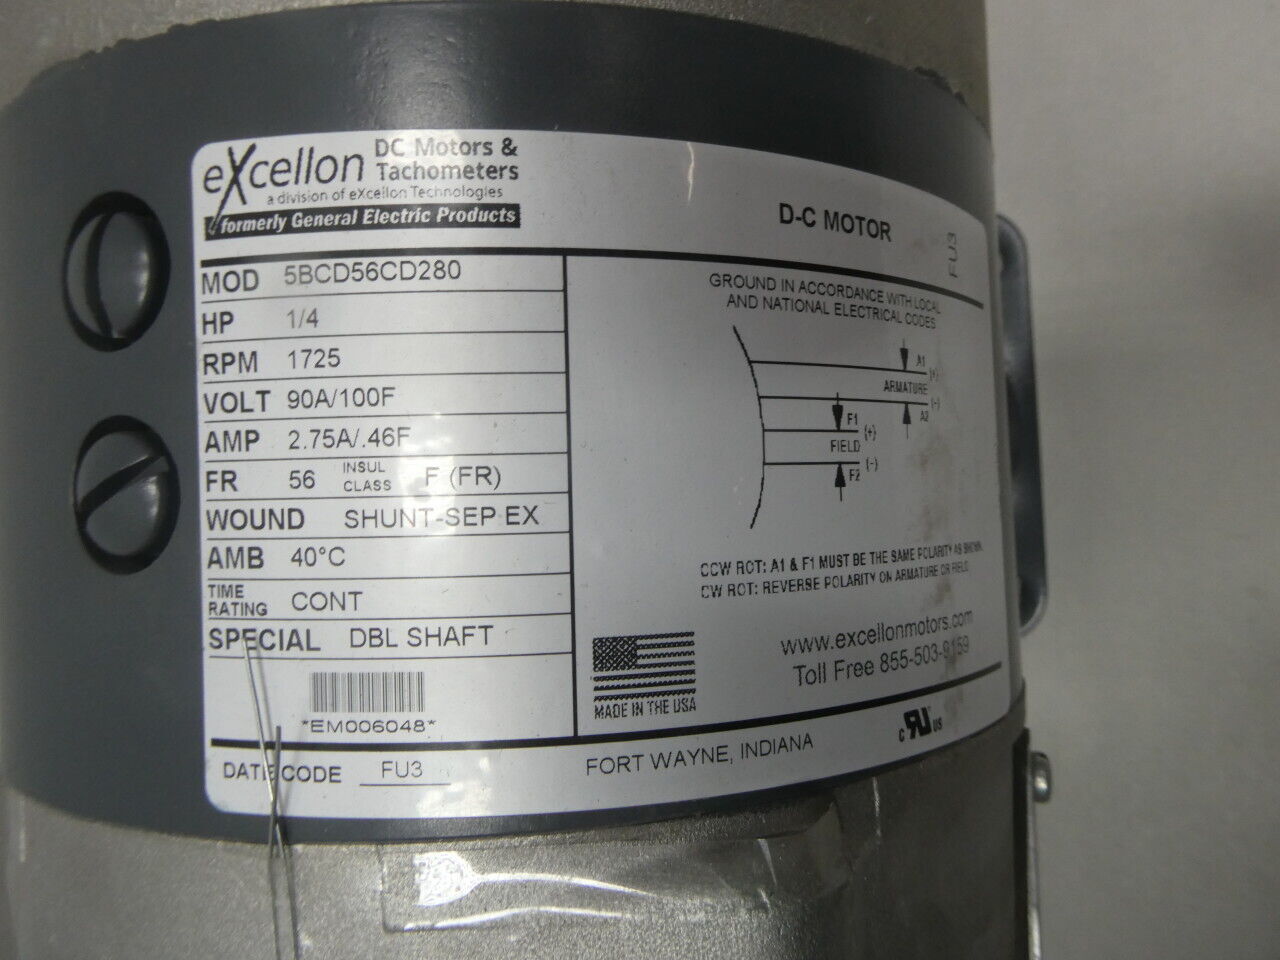 eXcellon DC Motors &
Tachometers
a division of eXcellon Technologies
formerly General Electric Products
D-C MOTOR
FU3
MOD 5BCD56CD280
HP 1/4
RPM 1725
VOLT 90A/100F
AMP 2.75A/.46F
FR 56 INSUL CLASS F (FR)
WOUND SHUNT-SEP EX
AMB 40°C
TIME RATING CONT
SPECIAL DBL SHAFT
*EM006048*
GROUND IN ACCORDANCE WITH LOCAL
AND NATIONAL ELECTRICAL CODES
A1
(+)
ARMATURE
(-)
A2
F1
(+)
FIELD
(-)
F2
CCW ROT: A1 & F1 MUST BE THE SAME POLARITY AS SHOWN
CW ROT: REVERSE POLARITY ON ARMATURE OR FIELD
www.excellonmotors.com
Toll Free 855-503-9159
MADE IN THE USA
DATE CODE FU3
FORT WAYNE, INDIANA
c RU us